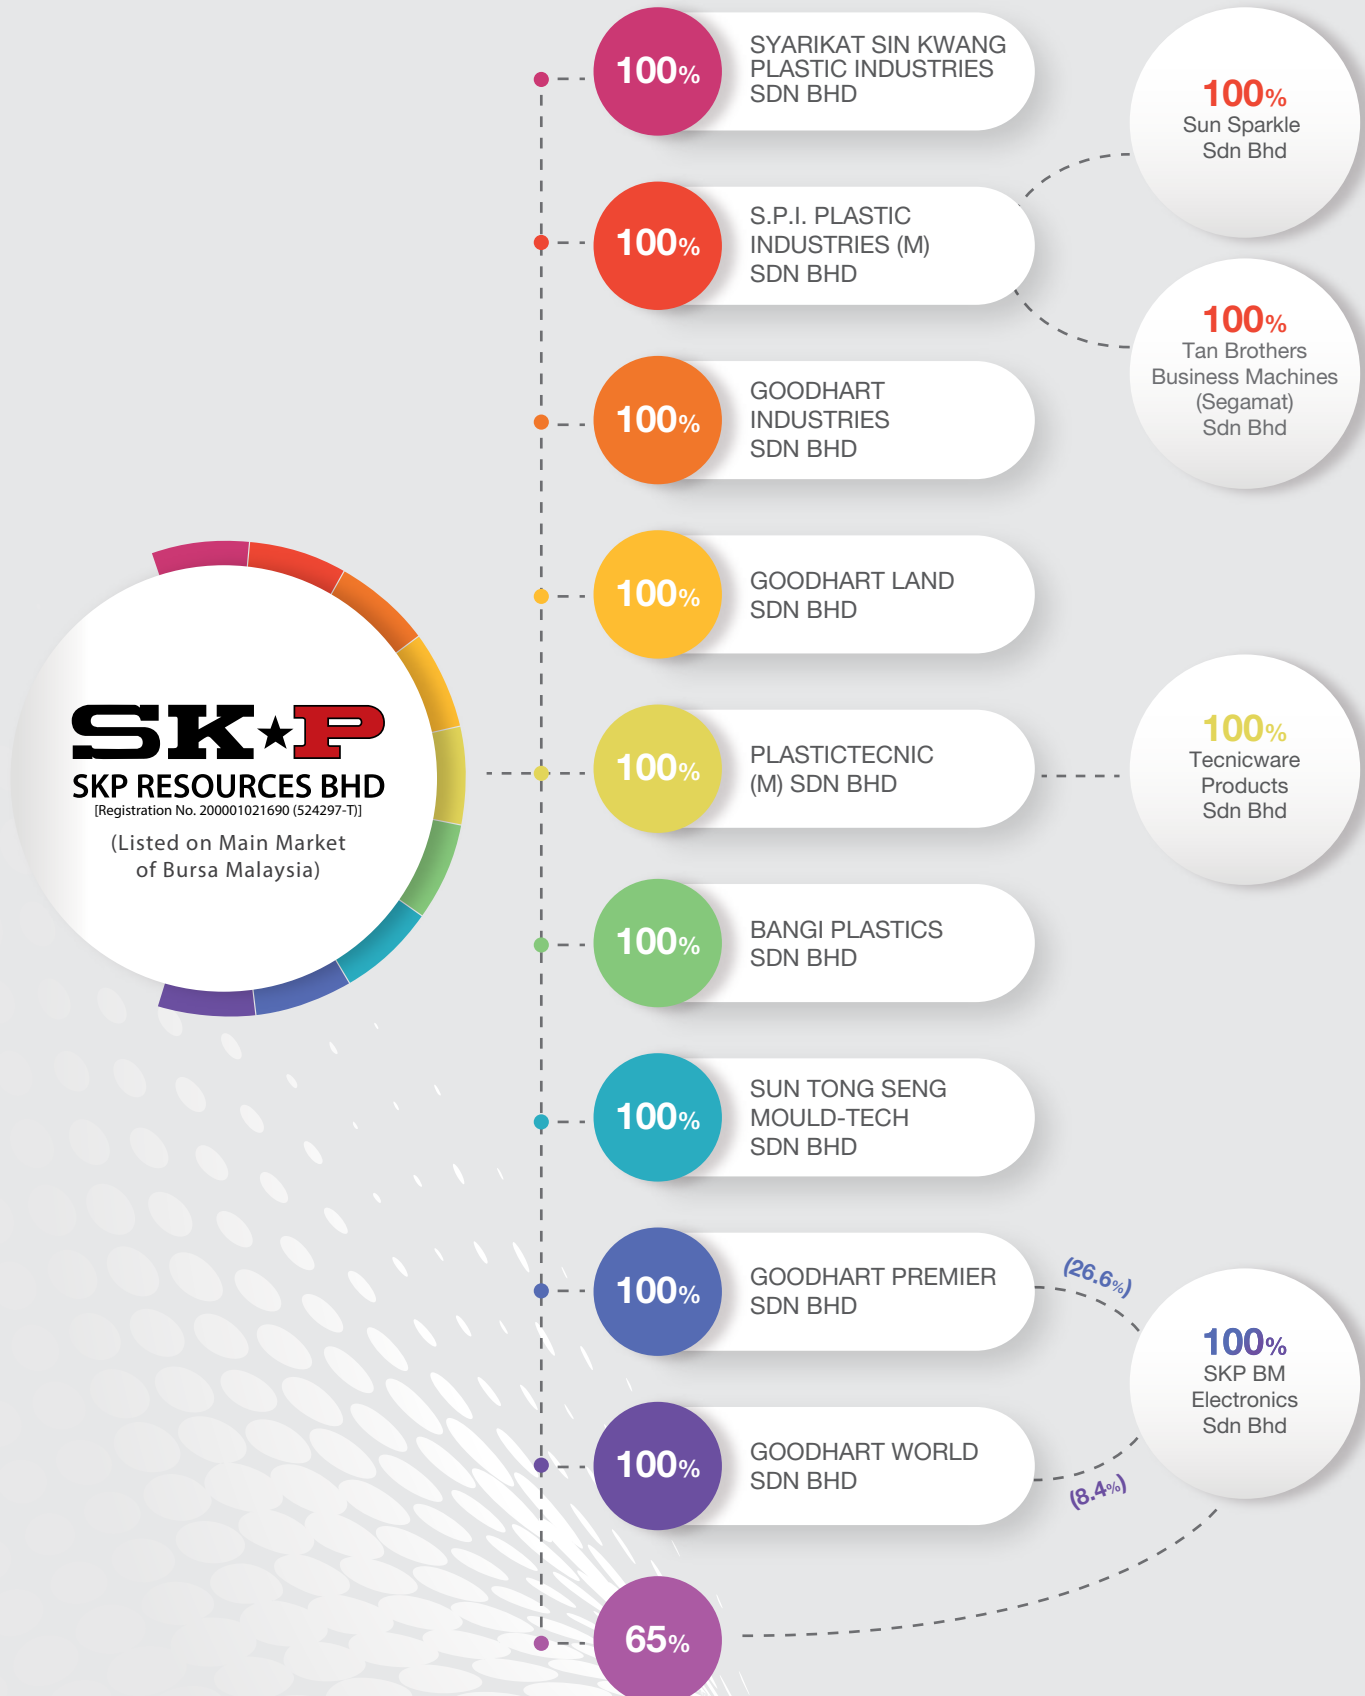 SK★P
SKP RESOURCES BHD
[Registration No. 200001021690 (524297-T)]
(Listed on Main Market
of Bursa Malaysia)
100%
SYARIKAT SIN KWANG
PLASTIC INDUSTRIES
SDN BHD
100%
S.P.I. PLASTIC
INDUSTRIES (M)
SDN BHD
100%
Sun Sparkle
Sdn Bhd
100%
Tan Brothers
Business Machines
(Segamat)
Sdn Bhd
100%
GOODHART
INDUSTRIES
SDN BHD
100%
GOODHART LAND
SDN BHD
100%
PLASTICTECNIC
(M) SDN BHD
100%
Tecnicware
Products
Sdn Bhd
100%
BANGI PLASTICS
SDN BHD
100%
SUN TONG SENG
MOULD-TECH
SDN BHD
100%
GOODHART PREMIER
SDN BHD
(26.6%)
100%
SKP BM
Electronics
Sdn Bhd
100%
GOODHART WORLD
SDN BHD
(8.4%)
65%